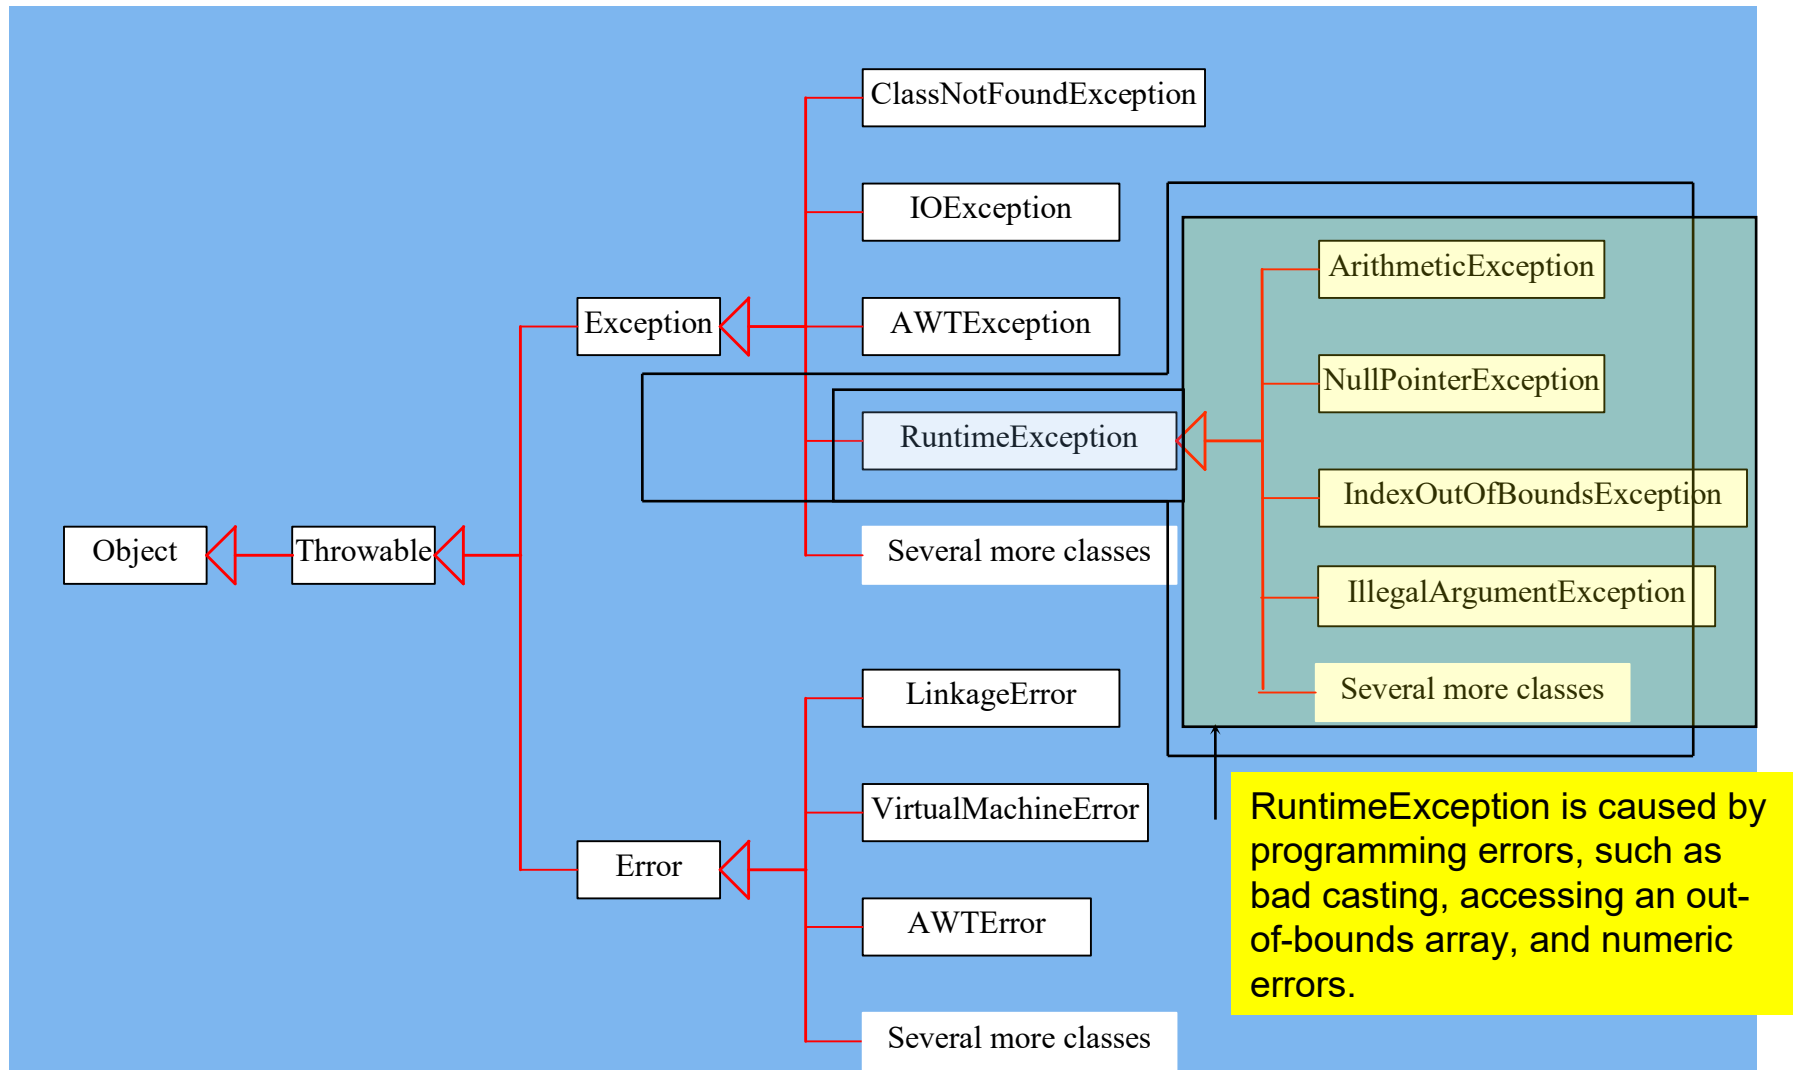 ClassNotFoundException
IOException
ArithmeticException
Exception
AWTException
NullPointerException
RuntimeException
IndexOutOfBoundsException
Object
Throwable
Several more classes
IllegalArgumentException
LinkageError
Several more classes
VirtualMachineError
RuntimeException is caused by
programming errors, such as
bad casting, accessing an out-
of-bounds array, and numeric
errors.
Error
AWTError
Several more classes